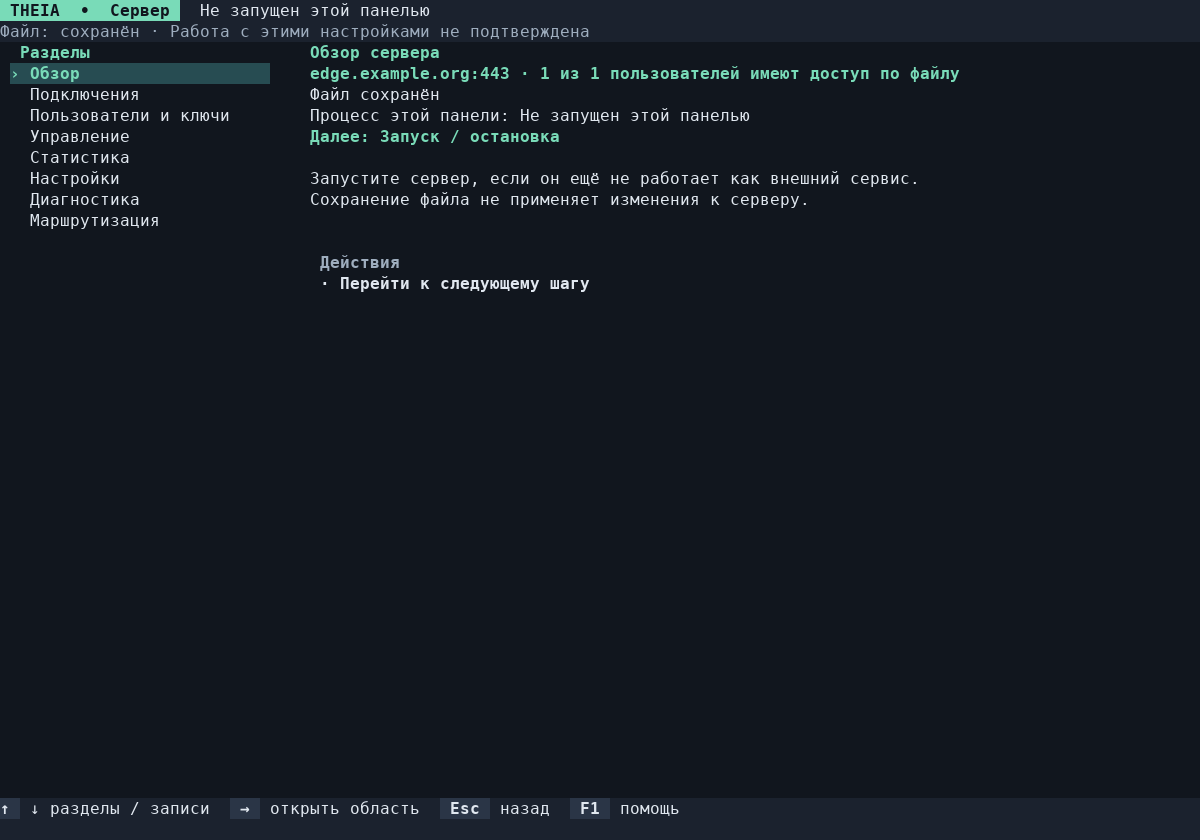 THEIA • Сервер Не запущен этой панелью
Файл: сохранён · Работа с этими настройками не подтверждена
Разделы
› Обзор
Подключения
Пользователи и ключи
Управление
Статистика
Настройки
Диагностика
Маршрутизация
Обзор сервера
edge.example.org:443 · 1 из 1 пользователей имеют доступ по файлу
Файл сохранён
Процесс этой панели: Не запущен этой панелью
Далее: Запуск / остановка
Запустите сервер, если он ещё не работает как внешний сервис.
Сохранение файла не применяет изменения к серверу.
Действия
· Перейти к следующему шагу
↑ ↓ разделы / записи → открыть область Esc назад F1 помощь